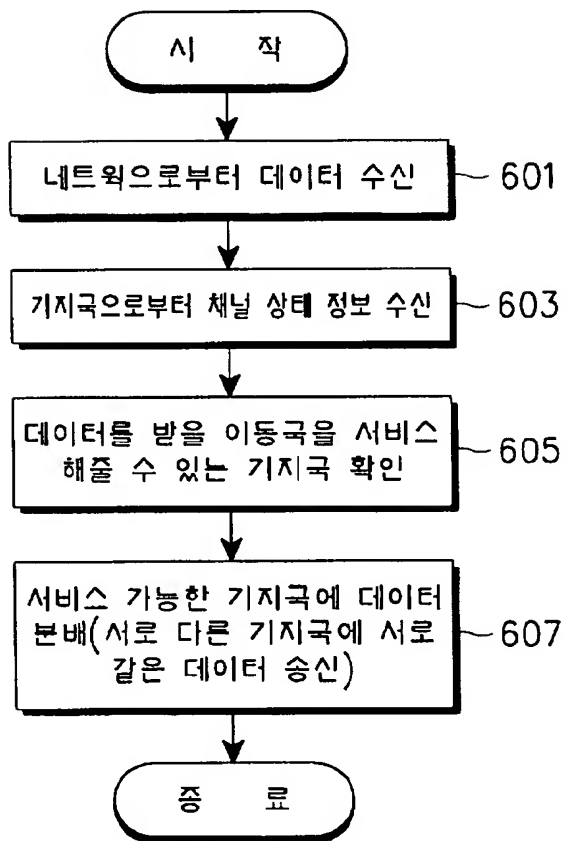 시 작
네트웍으로부터 데이터 수신
601
기지국으로부터 채널 상태 정보 수신
603
데이터를 받을 이동국을 서비스
해줄 수 있는 기지국 확인
605
서비스 가능한 기지국에 데이터
분배(서로 다른 기지국에 서로
같은 데이터 송신)
607
종 료